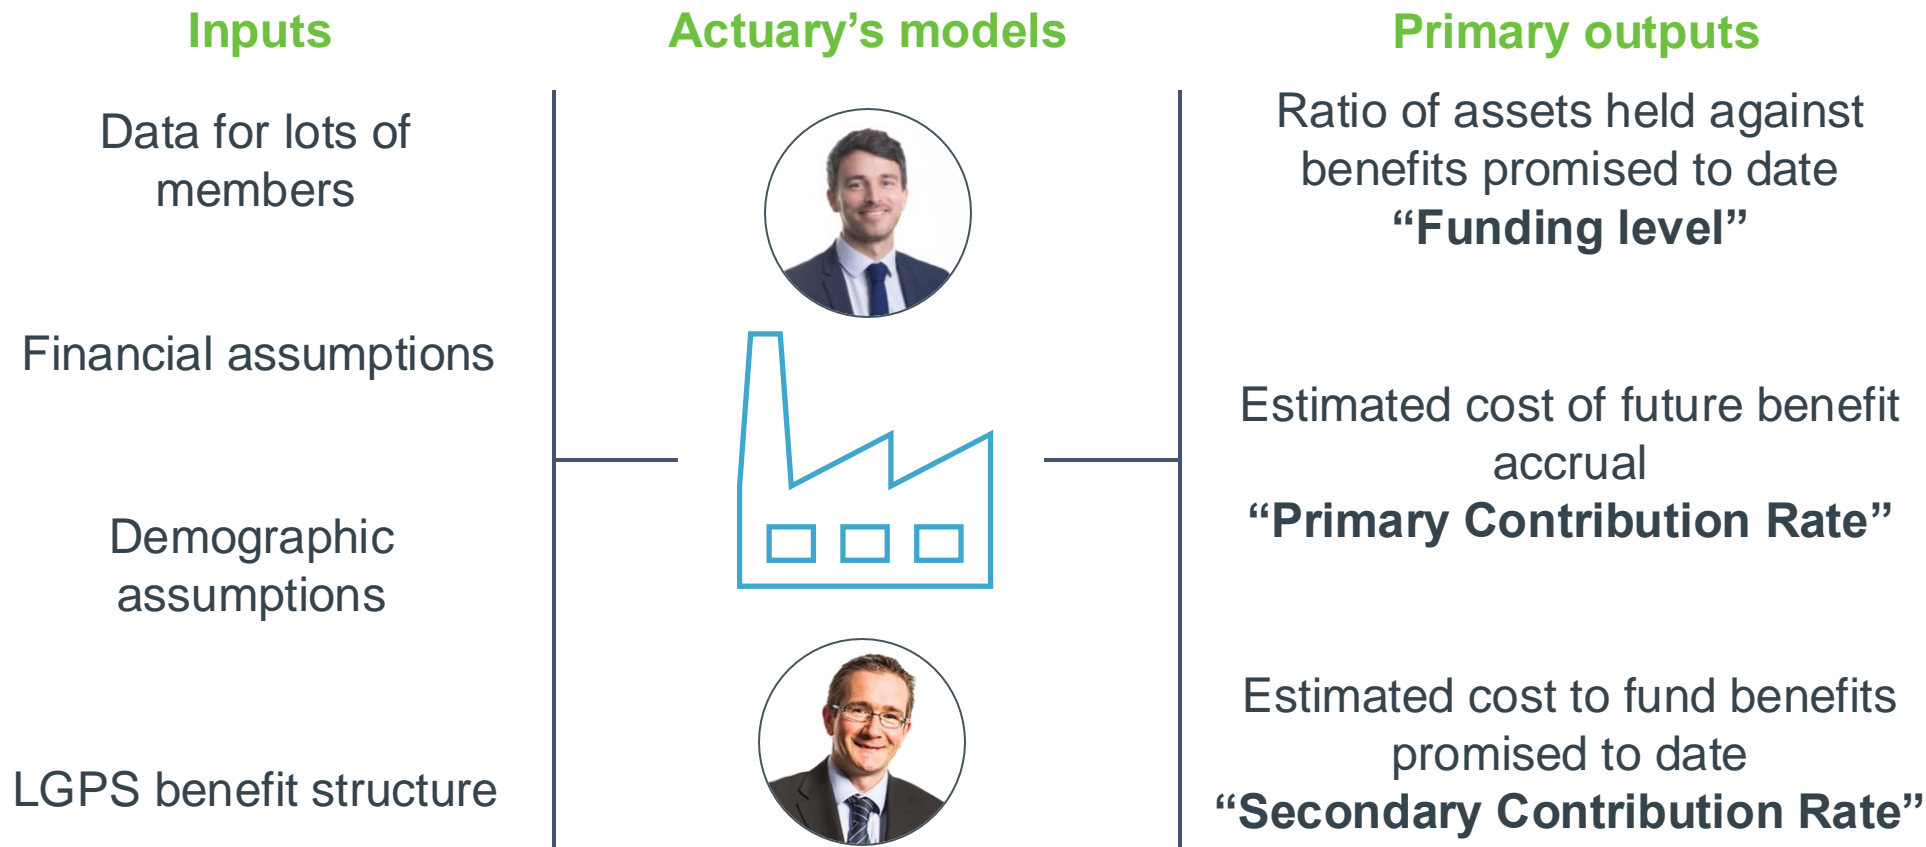 Inputs
Data for lots of
members
Financial assumptions
Demographic
assumptions
LGPS benefit structure
Actuary’s models
Primary outputs
Ratio of assets held against
benefits promised to date
“Funding level”
Estimated cost of future benefit
accrual
“Primary Contribution Rate”
Estimated cost to fund benefits
promised to date
“Secondary Contribution Rate”